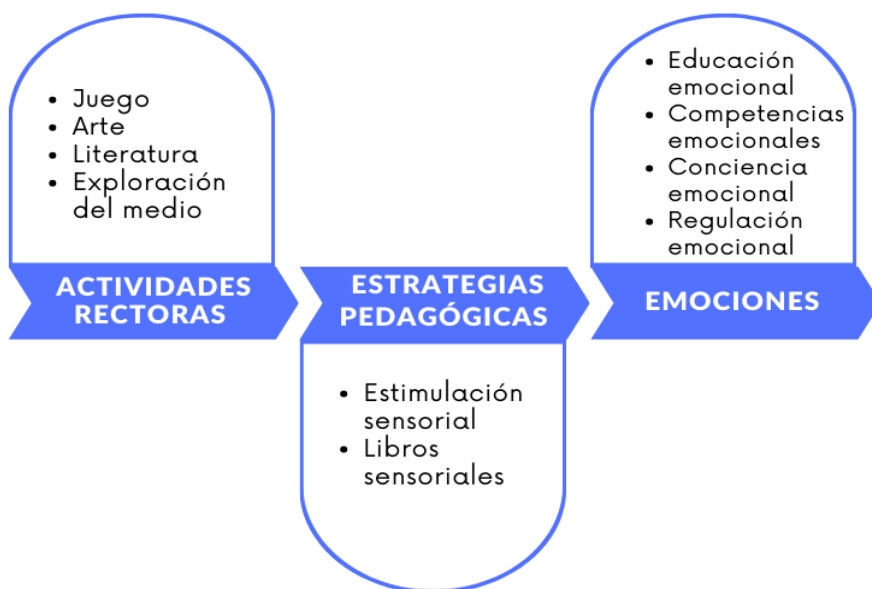 • Juego
• Arte
• Literatura
• Exploración
del medio
ACTIVIDADES
RECTORAS
ESTRATEGIAS
PEDAGÓGICAS
• Estimulación
sensorial
• Libros
sensoriales
• Educación
emocional
• Competencias
emocionales
• Conciencia
emocional
• Regulación
emocional
EMOCIONES